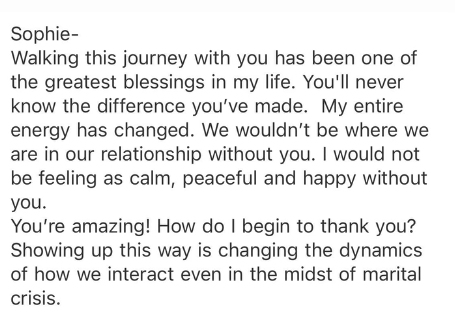 Sophie-
Walking this journey with you has been one of
the greatest blessings in my life. You'll never
know the difference you’ve made.  My entire
energy has changed. We wouldn’t be where we
are in our relationship without you. I would not
be feeling as calm, peaceful and happy without
you.
You’re amazing! How do I begin to thank you?
Showing up this way is changing the dynamics
of how we interact even in the midst of marital
crisis.